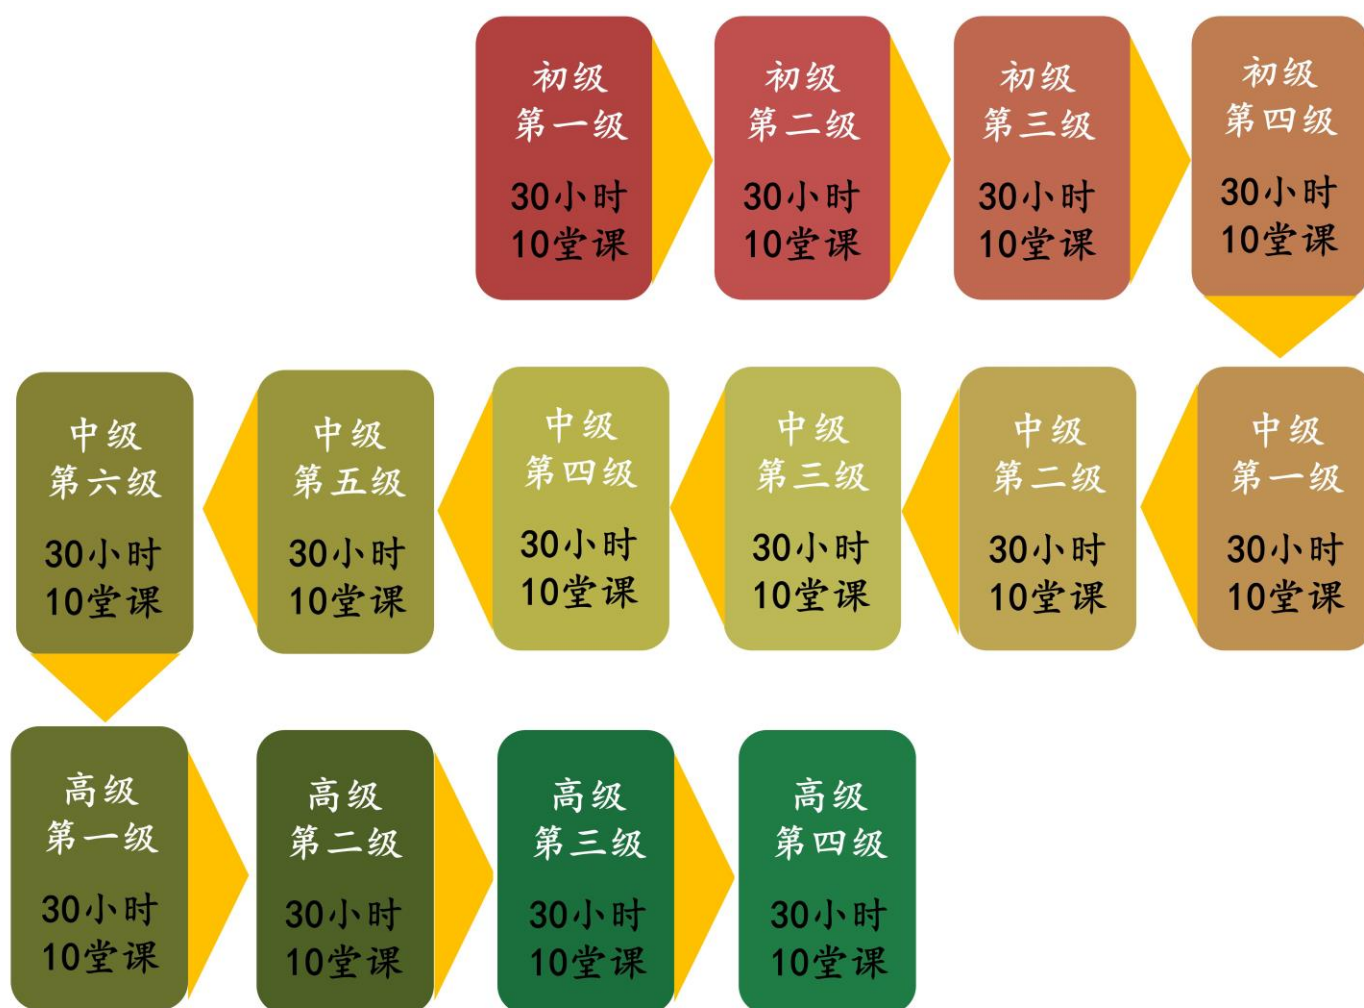 初级
第一级
30小时
10堂课
初级
第二级
30小时
10堂课
初级
第三级
30小时
10堂课
初级
第四级
30小时
10堂课
中级
第一级
30小时
10堂课
中级
第二级
30小时
10堂课
中级
第三级
30小时
10堂课
中级
第四级
30小时
10堂课
中级
第五级
30小时
10堂课
中级
第六级
30小时
10堂课
高级
第一级
30小时
10堂课
高级
第二级
30小时
10堂课
高级
第三级
30小时
10堂课
高级
第四级
30小时
10堂课